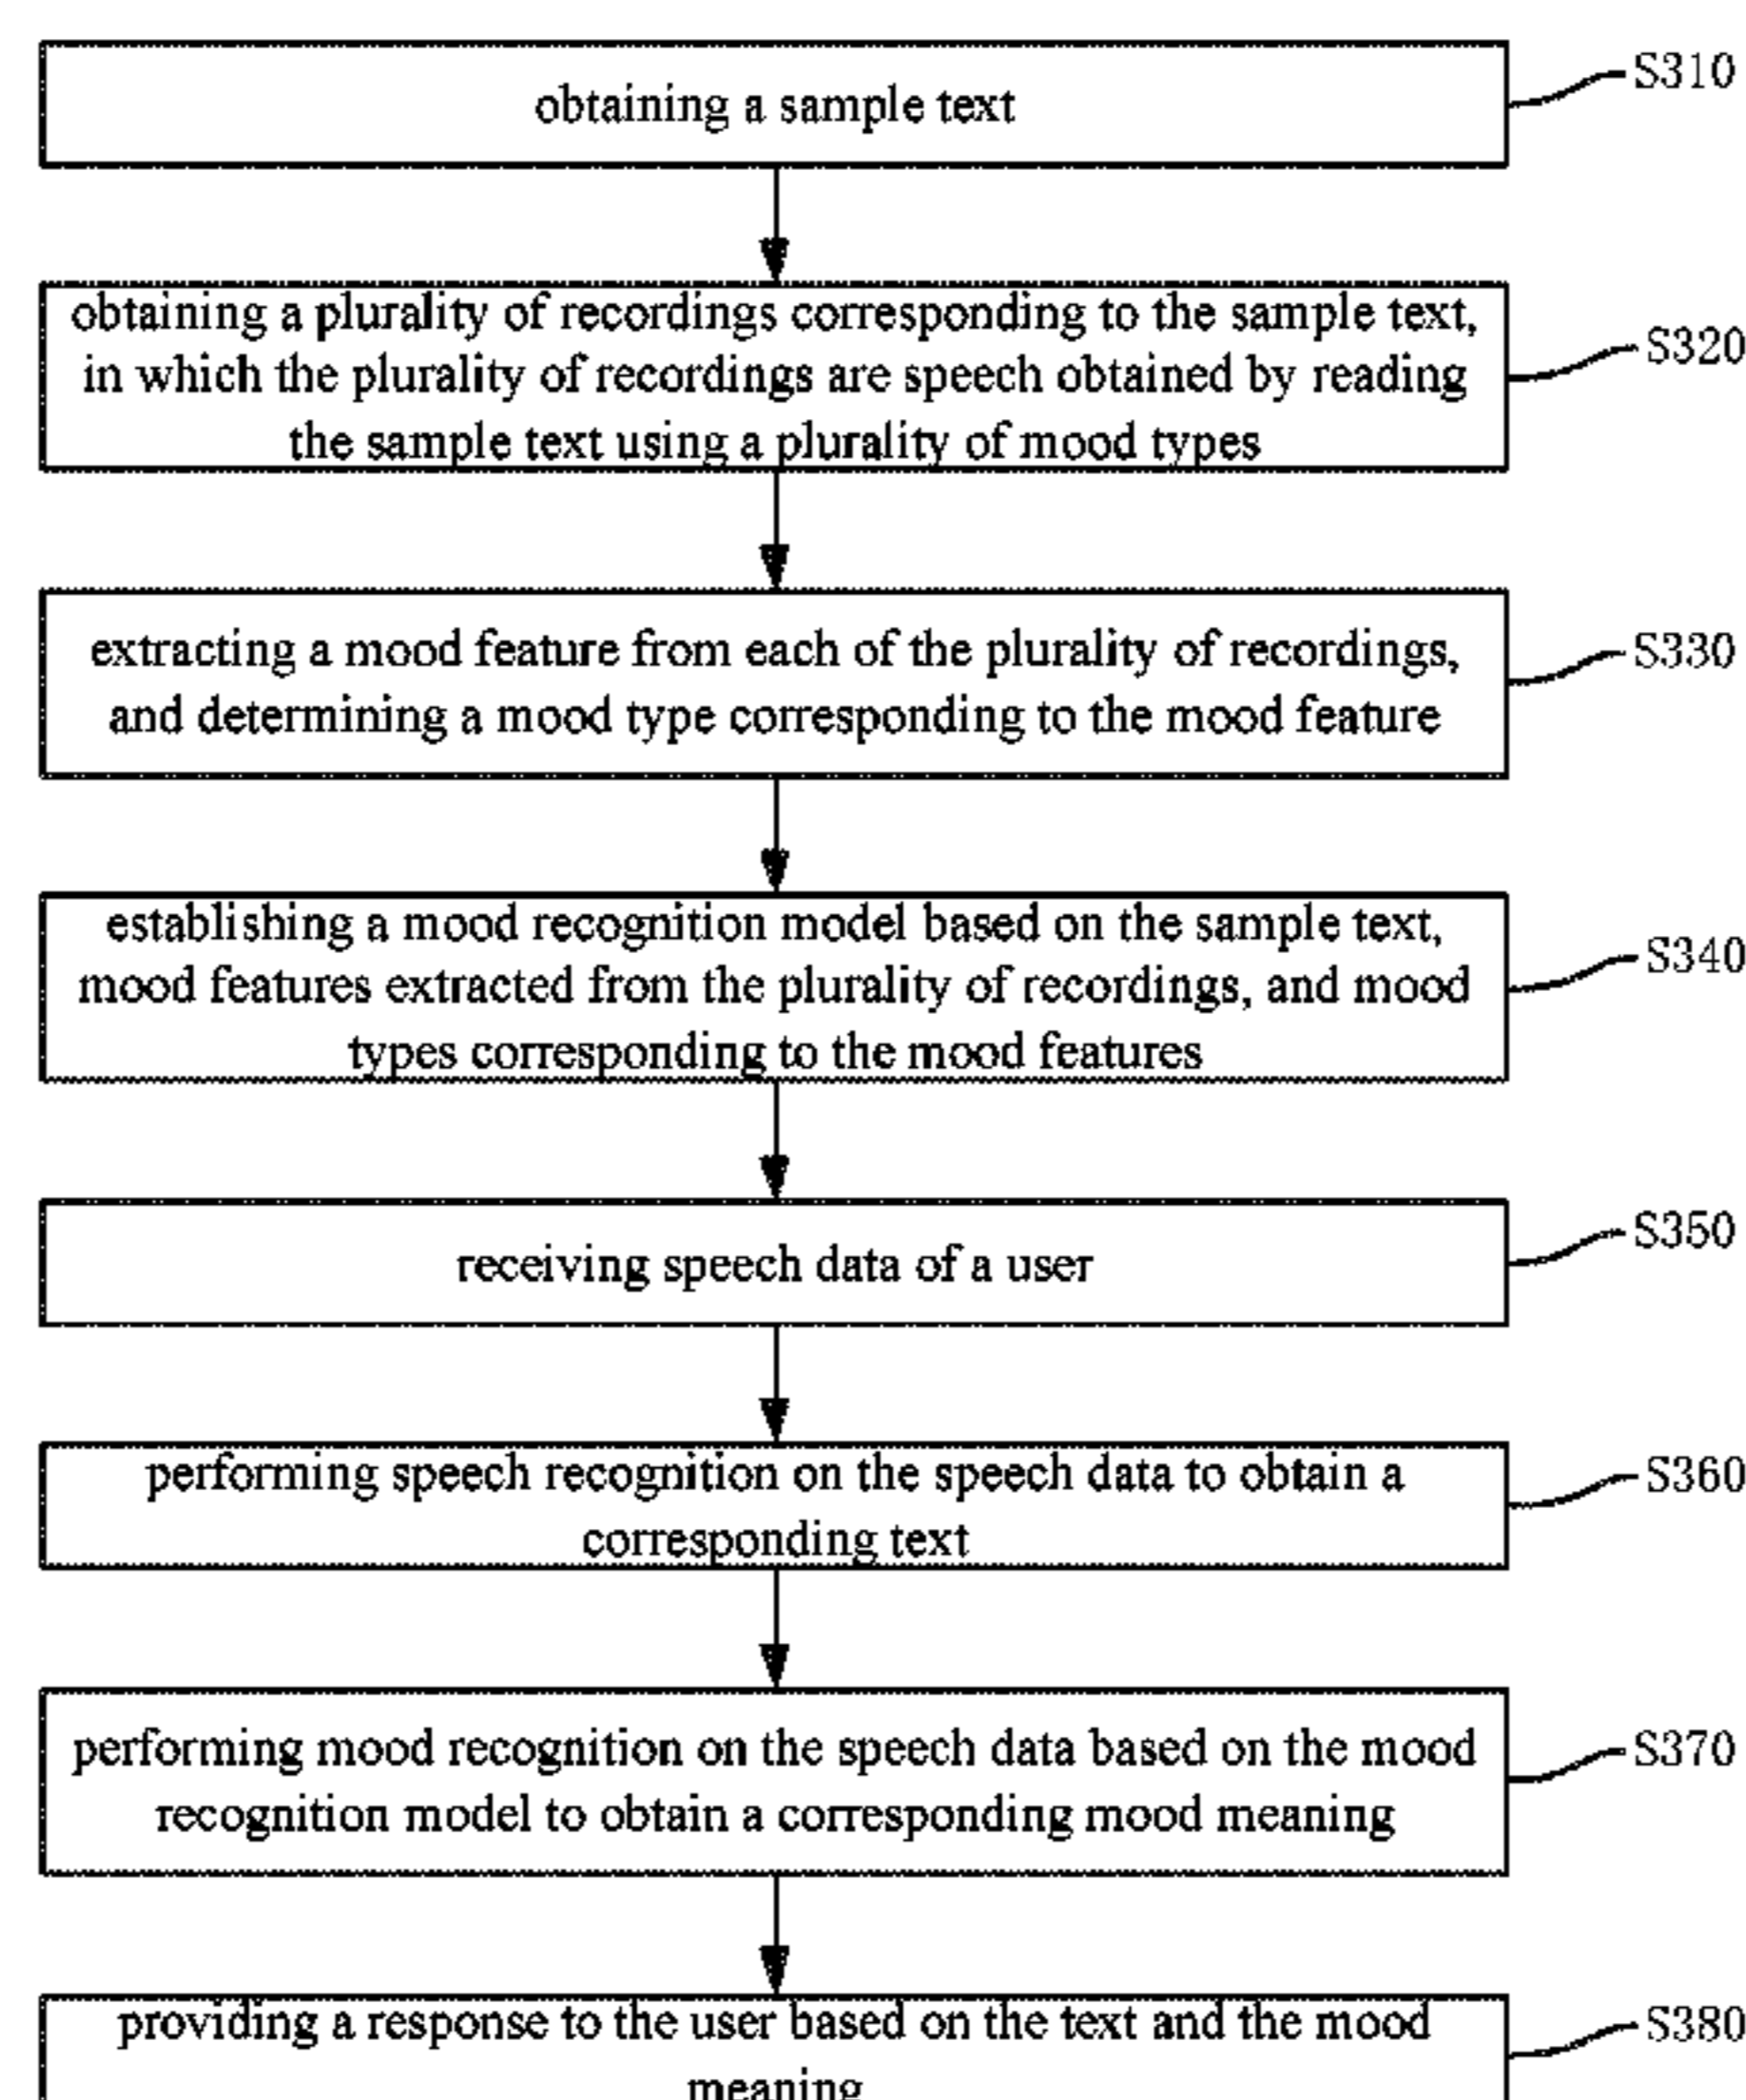 obtaining a sample text
S310
obtaining a plurality of recordings corresponding to the sample text,
in which the plurality of recordings are speech obtained by reading
the sample text using a plurality of mood types
S320
extracting a mood feature from each of the plurality of recordings,
and determining a mood type corresponding to the mood feature
S330
establishing a mood recognition model based on the sample text,
mood features extracted from the plurality of recordings, and mood
types corresponding to the mood features
S340
receiving speech data of a user
S350
performing speech recognition on the speech data to obtain a
corresponding text
S360
performing mood recognition on the speech data based on the mood
recognition model to obtain a corresponding mood meaning
S370
providing a response to the user based on the text and the mood
meaning
S380